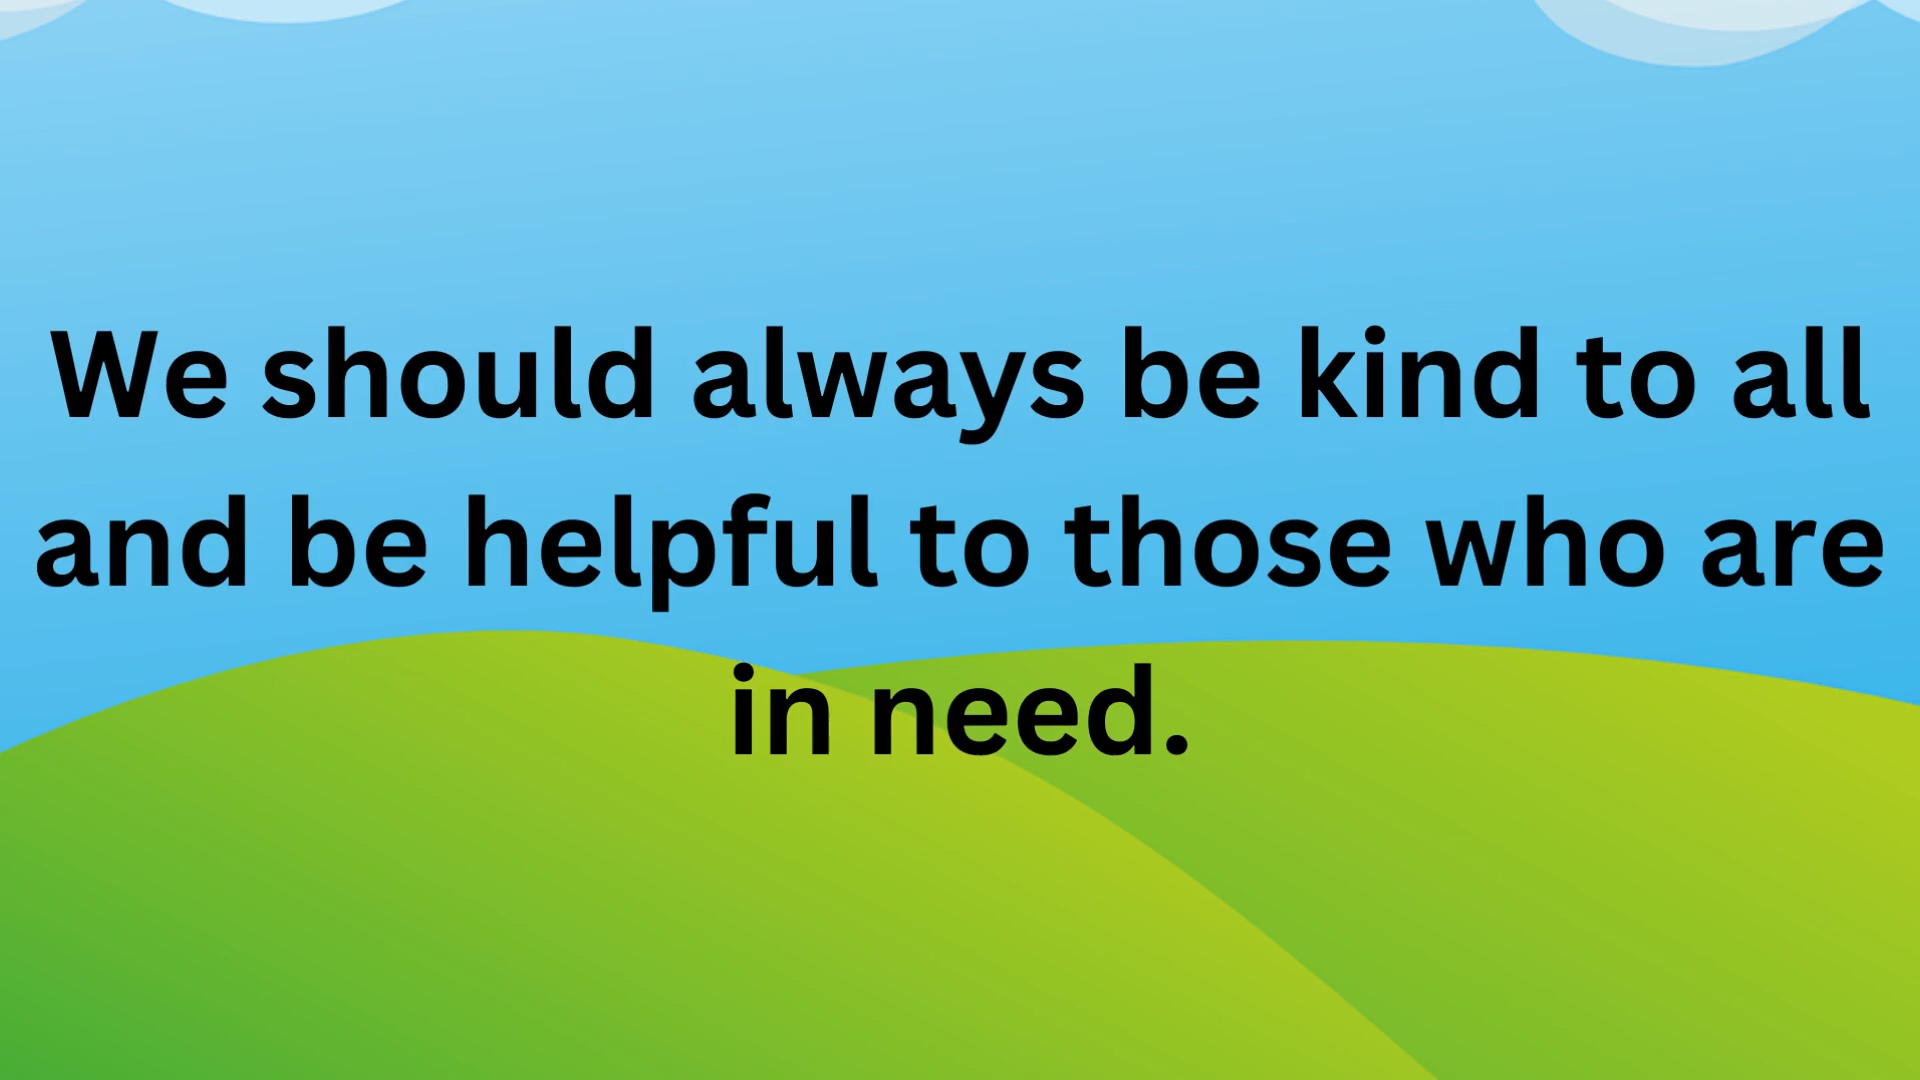 We should always be kind to all
and be helpful to those who are
in need.